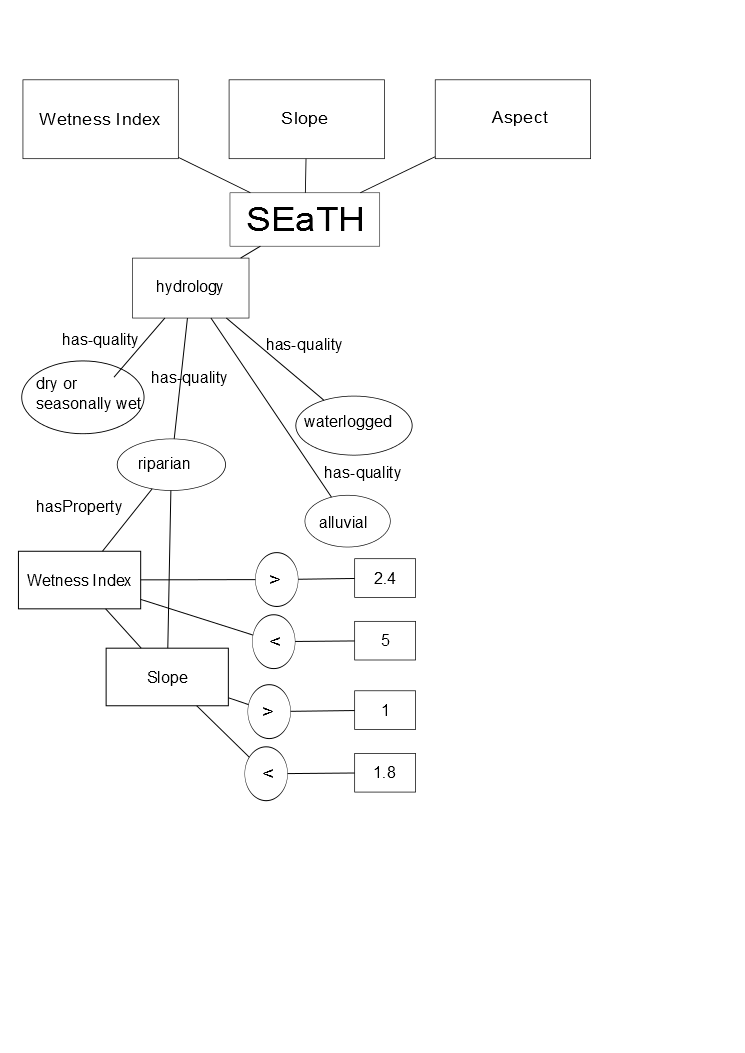 Wetness Index
Slope
Aspect
SEaTH
hydrology
has-quality
has-quality
has-quality
dry or
seasonally wet
waterlogged
riparian
has-quality
hasProperty
alluvial
Wetness Index
>
2.4
<
5
Slope
>
1
<
1.8